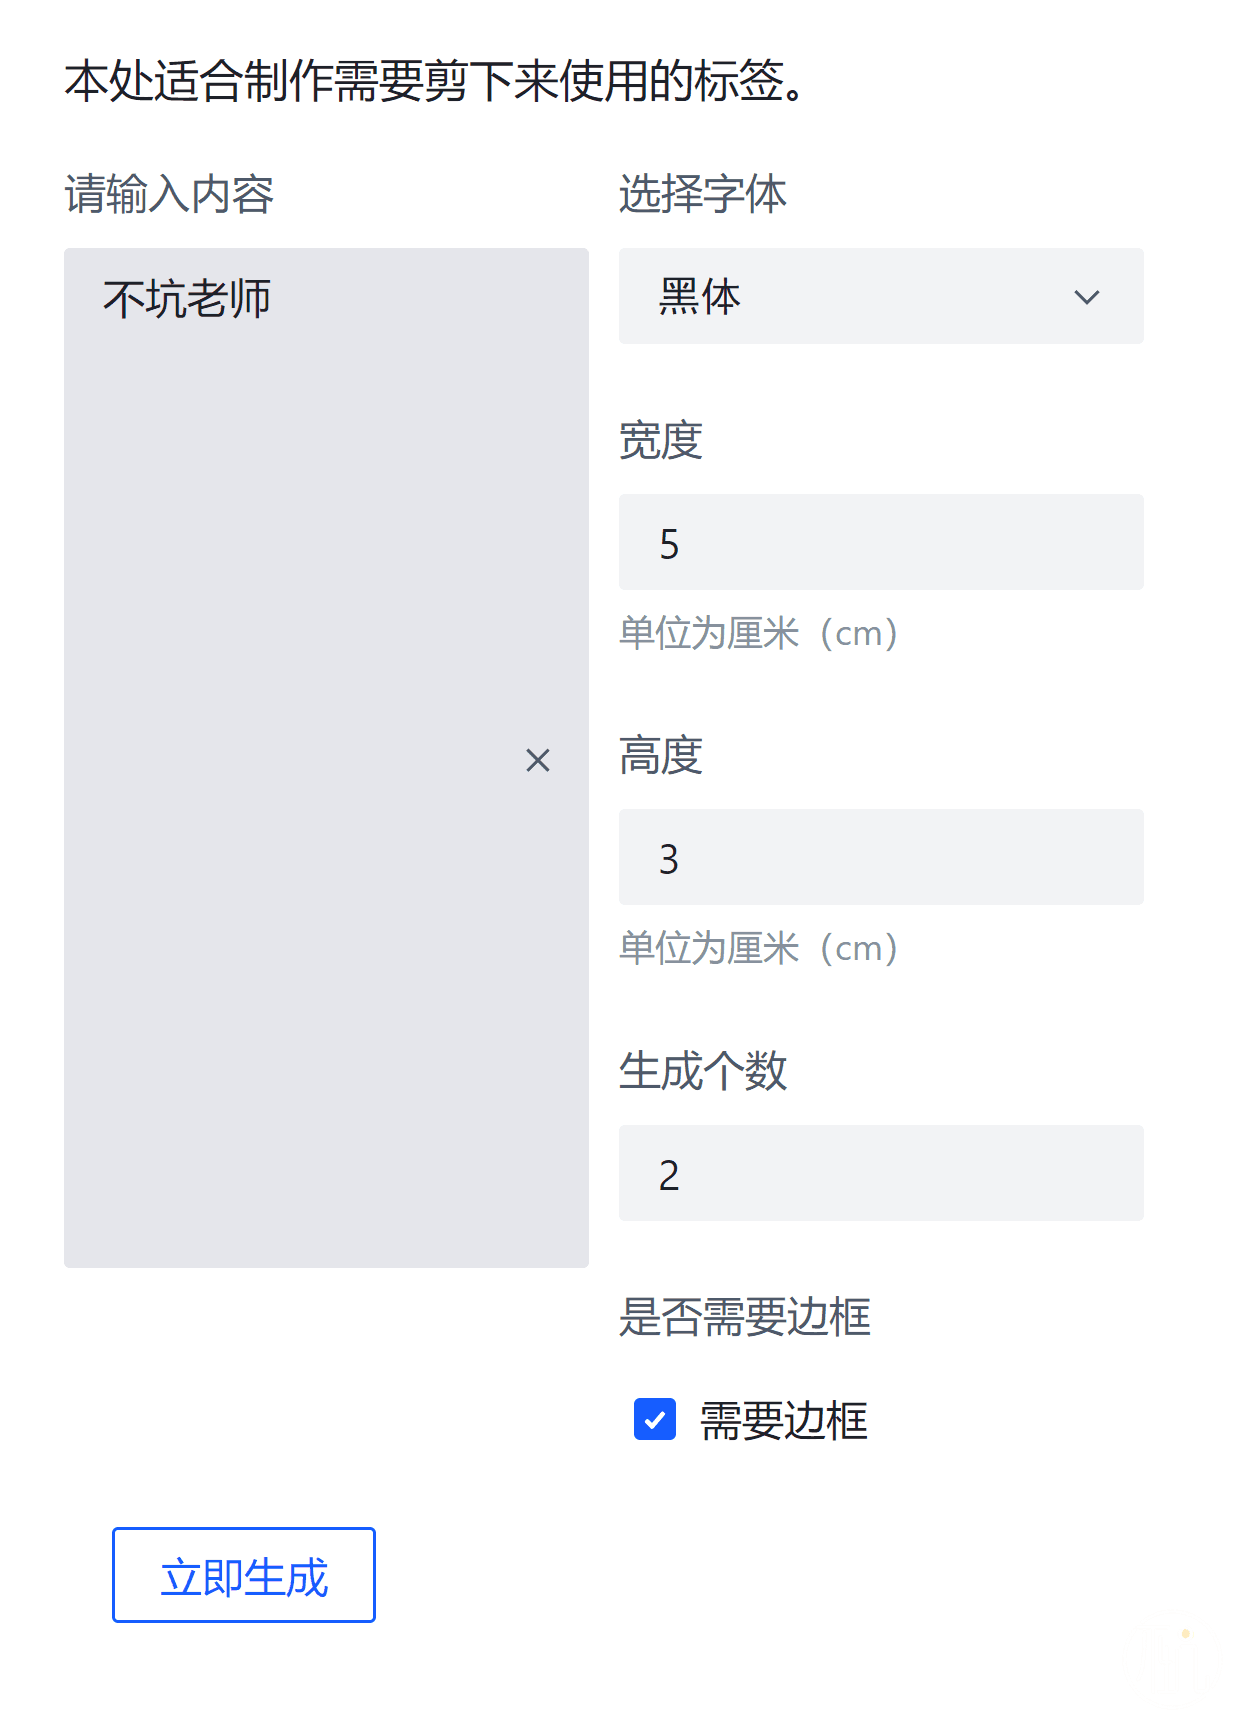 本处适合制作需要剪下来使用的标签。
请输入内容
不坑老师
选择字体
黑体
宽度
5
单位为厘米（cm）
高度
3
单位为厘米（cm）
生成个数
2
是否需要边框
需要边框
立即生成